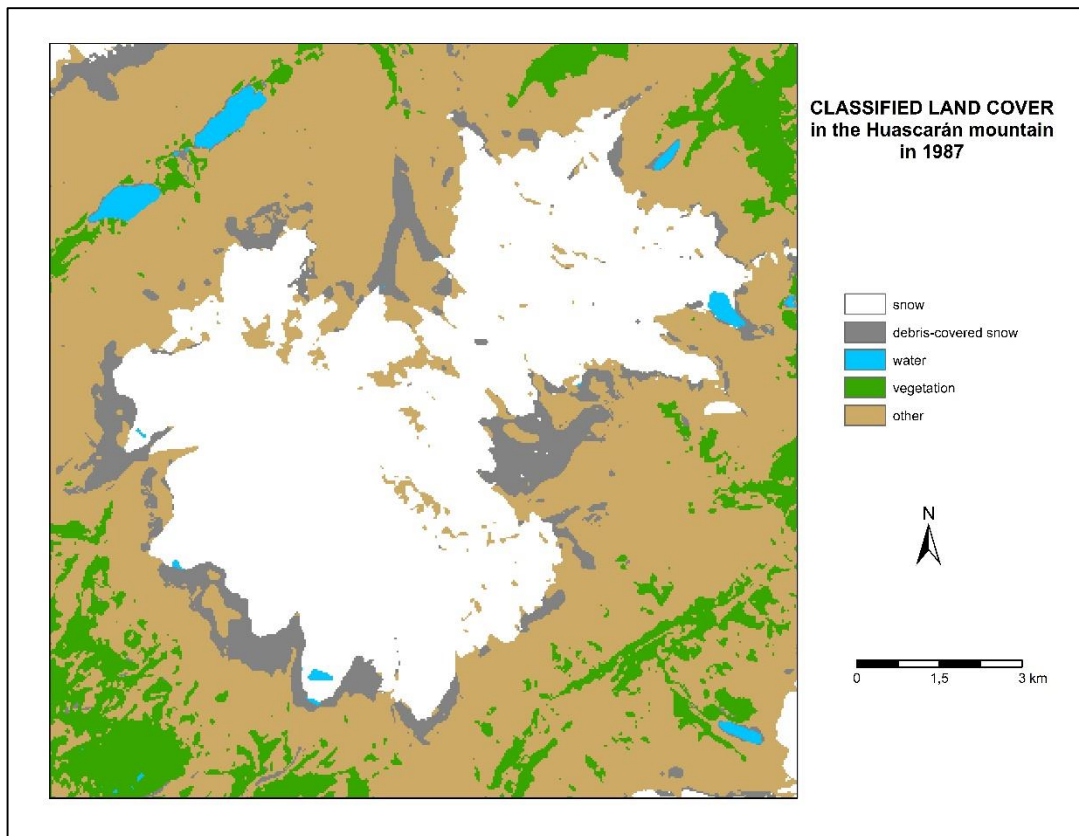 CLASSIFIED LAND COVER
in the Huascarán mountain
in 1987
snow
debris-covered snow
water
vegetation
other
N
0 1,5 3 km